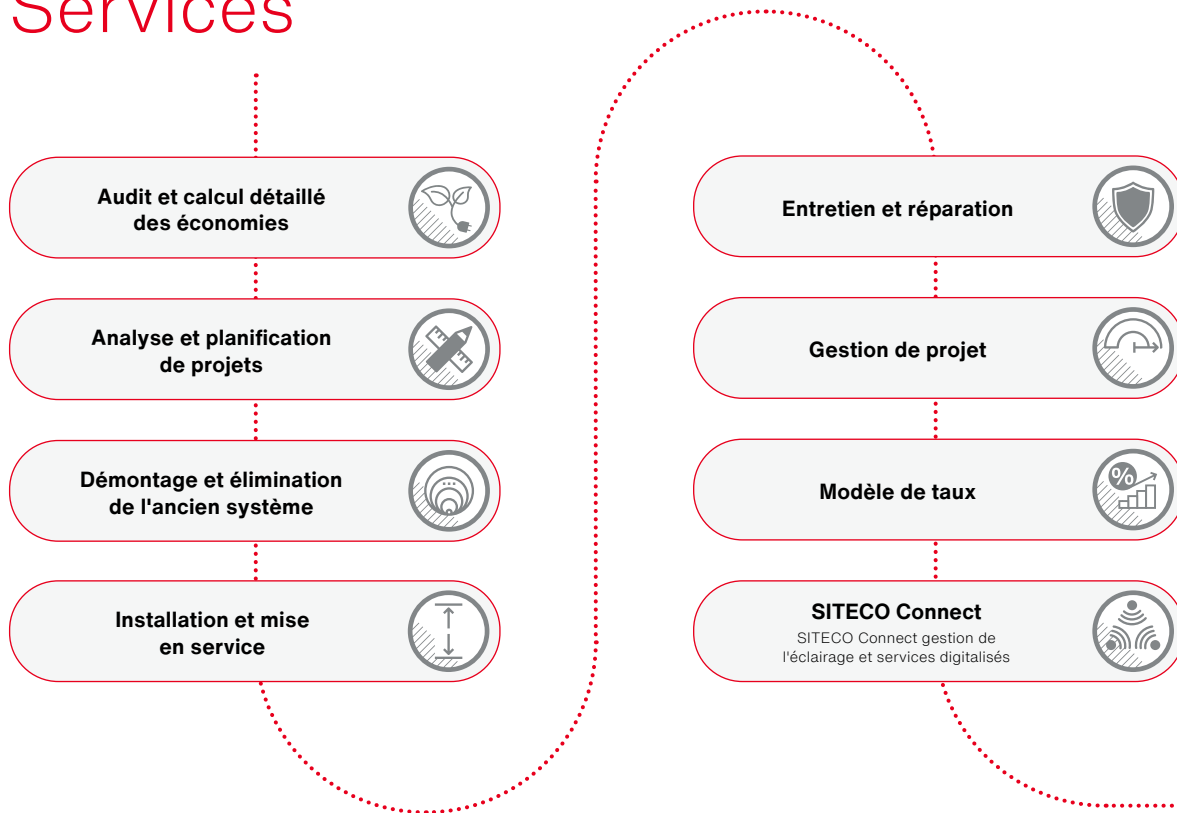 Services
Audit et calcul détaillé
des économies
Analyse et planification
de projets
Démontage et élimination
de l'ancien système
Installation et mise
en service
Entretien et réparation
Gestion de projet
Modèle de taux
%
SITECO Connect
SITECO Connect gestion de
l'éclairage et services digitalisés